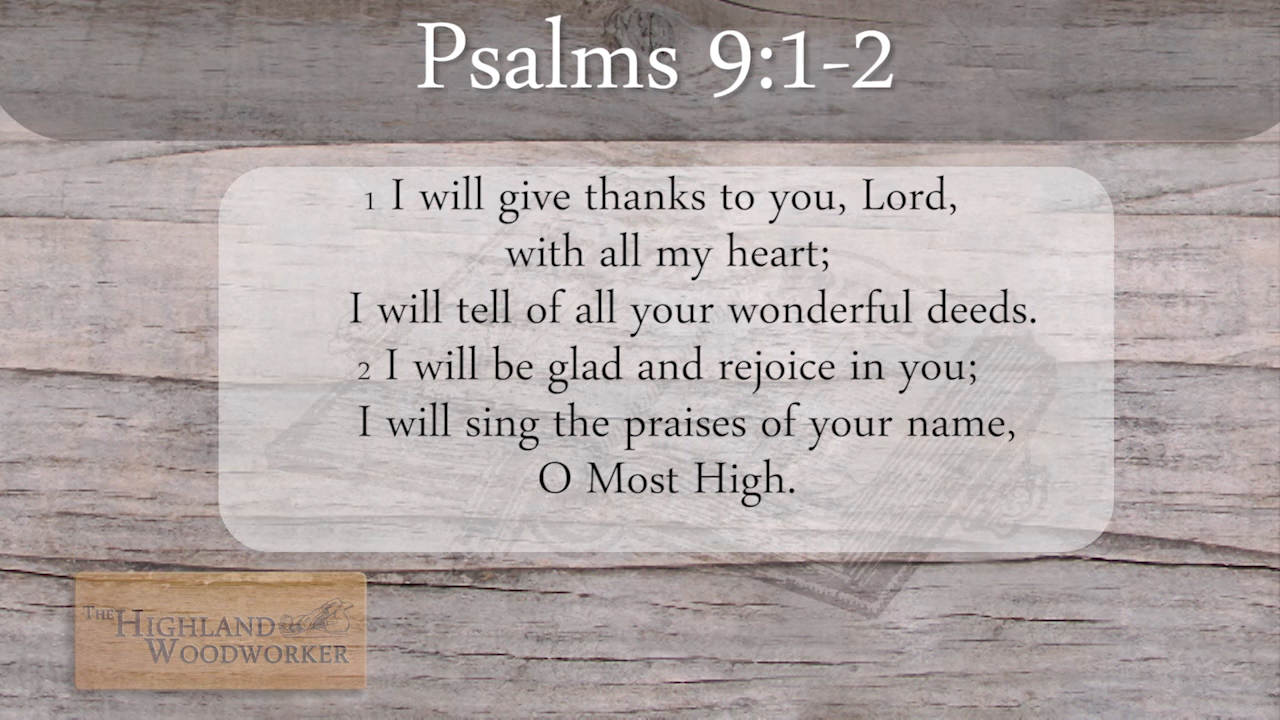 Psalms 9:1-2
1 I will give thanks to you, Lord,
with all my heart;
I will tell of all your wonderful deeds.
2 I will be glad and rejoice in you;
I will sing the praises of your name,
O Most High.
THE HIGHLAND
WOODWORKER